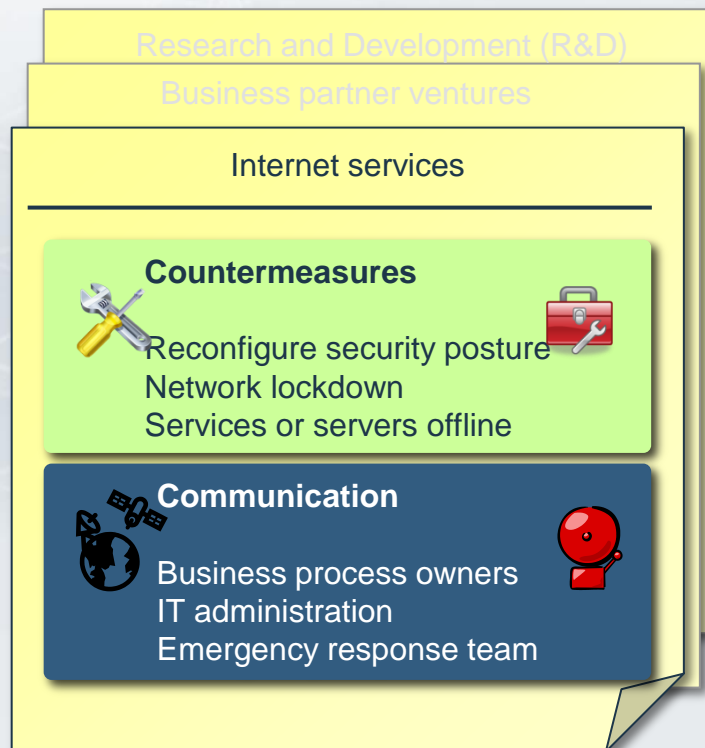 Research and Development (R&D)
Business partner ventures
Internet services
Countermeasures
Reconfigure security posture
Network lockdown
Services or servers offline
Communication
Business process owners
IT administration
Emergency response team